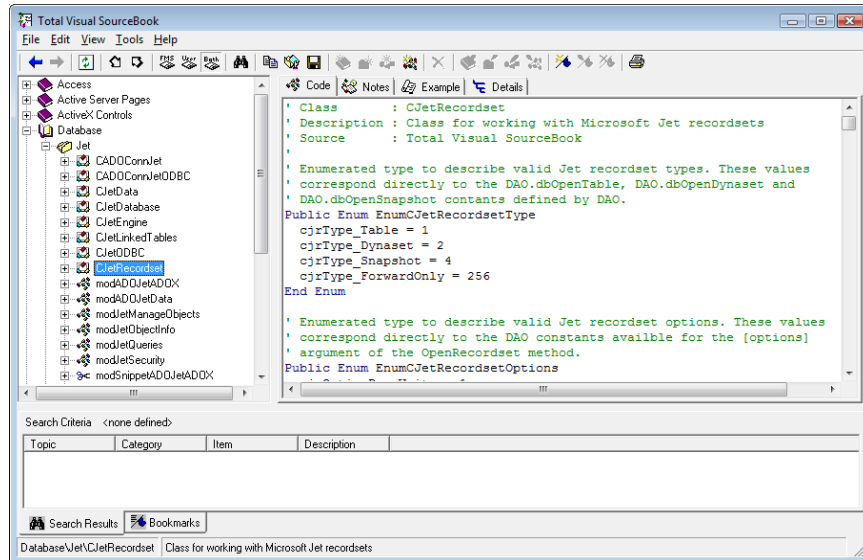 Total Visual SourceBook
File Edit View Tools Help
FMS User Both
Access
Active Server Pages
ActiveX Controls
Database
Jet
CADOConnJet
CADOConnJetODBC
CJetData
CJetDatabase
CJetEngine
CJetLinkedTables
CJetODBC
CJetRecordset
modADOJetADOX
modADOJetData
modJetManageObjects
modJetObjectInfo
modJetQueries
modJetSecurity
modSnippetADOJetADOX
Code Notes Example Details
' Class : CJetRecordset
' Description : Class for working with Microsoft Jet recordsets
' Source : Total Visual SourceBook
'
' Enumerated type to describe valid Jet recordset types. These values
' correspond directly to the DAO.dbOpenTable, DAO.dbOpenDynaset and
' DAO.dbOpenSnapshot contants defined by DAO.
Public Enum EnumCJetRecordsetType
cjrType_Table = 1
cjrType_Dynaset = 2
cjrType_Snapshot = 4
cjrType_ForwardOnly = 256
End Enum
' Enumerated type to describe valid Jet recordset options. These values
' correspond directly to the DAO constants availble for the [options]
' argument of the OpenRecordset method.
Public Enum EnumCJetRecordsetOptions
Search Criteria <none defined>
Topic Category Item Description
Search Results Bookmarks
Database\Jet\CJetRecordset Class for working with Microsoft Jet recordsets